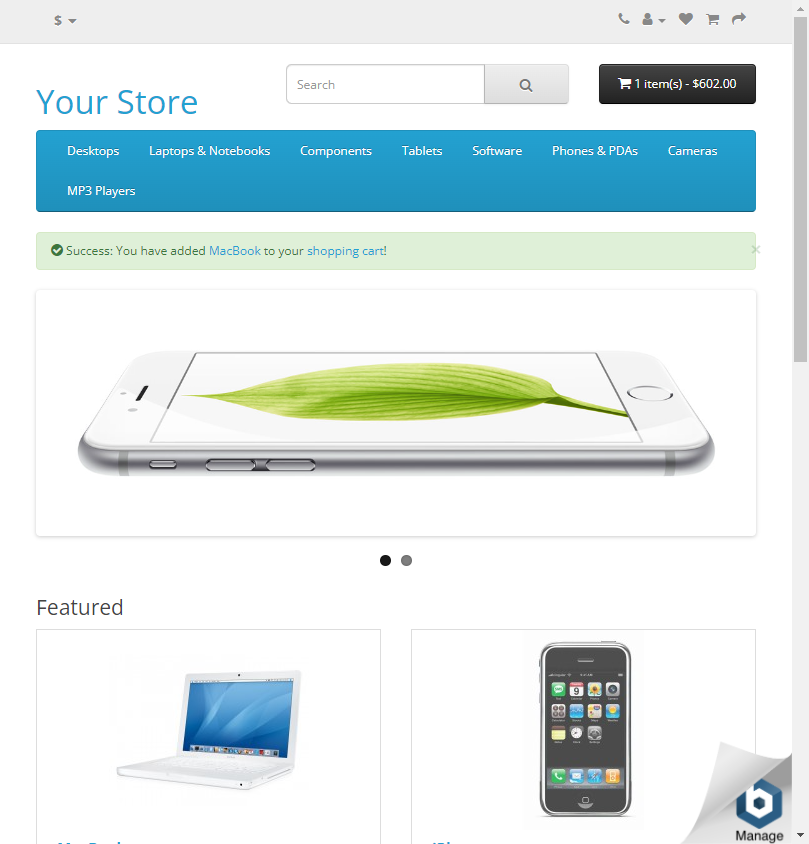 $
Your Store
Search
1 item(s) - $602.00
Desktops
Laptops & Notebooks
Components
Tablets
Software
Phones & PDAs
Cameras
MP3 Players
Success: You have added MacBook to your shopping cart!
×
Featured
Manage